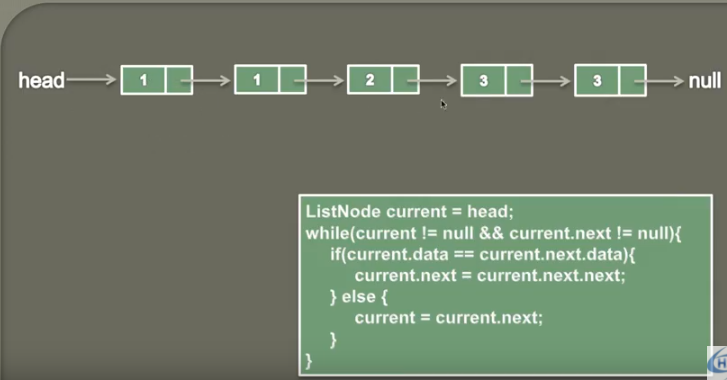 head 1 1 2 3 3 null
ListNode current = head;
while(current != null && current.next != null){
if(current.data == current.next.data){
current.next = current.next.next;
} else {
current = current.next;
}
}
H